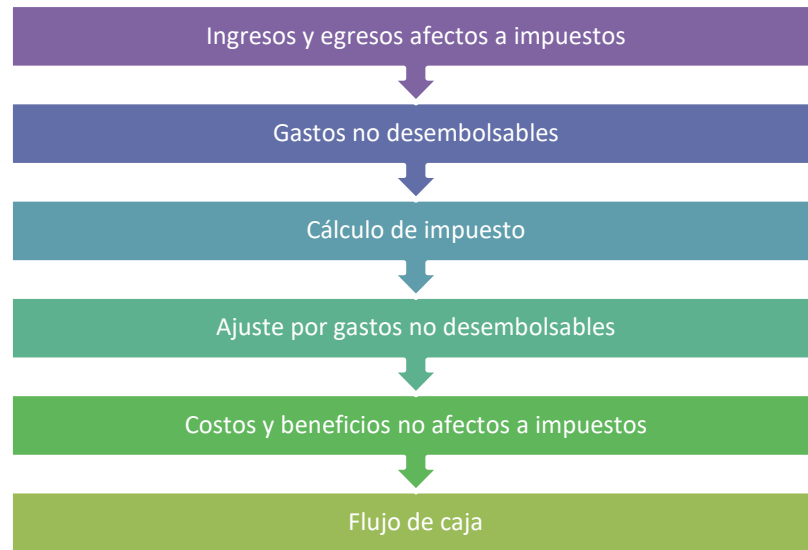 Ingresos y egresos afectos a impuestos
Gastos no desembolsables
Cálculo de impuesto
Ajuste por gastos no desembolsables
Costos y beneficios no afectos a impuestos
Flujo de caja